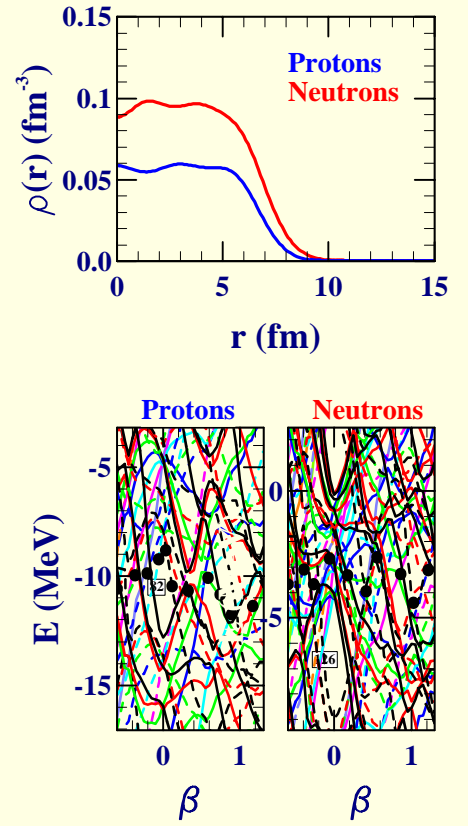 0.15
Protons
Neutrons
0.1
ρ(r) (fm⁻³)
0.05
0.0
0 5 10 15
r (fm)
Protons Neutrons
-5 0
E (MeV)
-10 -5
82
-15
0 1 0 1
β β